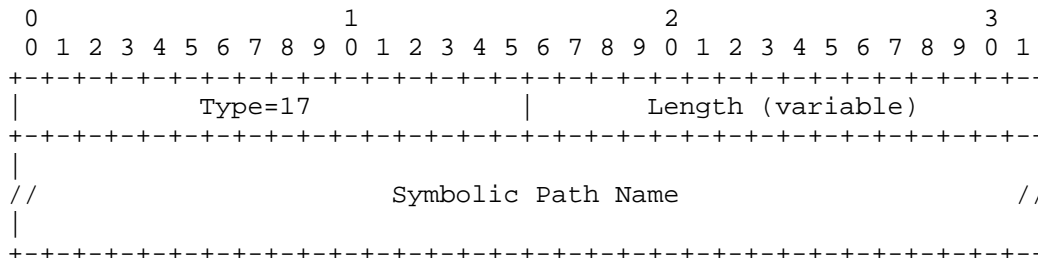 0                   1                   2                   3
 0 1 2 3 4 5 6 7 8 9 0 1 2 3 4 5 6 7 8 9 0 1 2 3 4 5 6 7 8 9 0 1
+-+-+-+-+-+-+-+-+-+-+-+-+-+-+-+-+-+-+-+-+-+-+-+-+-+-+-+-+-+-+-+--
|           Type=17             |       Length (variable)
+-+-+-+-+-+-+-+-+-+-+-+-+-+-+-+-+-+-+-+-+-+-+-+-+-+-+-+-+-+-+-+--
|
//                      Symbolic Path Name                     //
|
+-+-+-+-+-+-+-+-+-+-+-+-+-+-+-+-+-+-+-+-+-+-+-+-+-+-+-+-+-+-+-+--